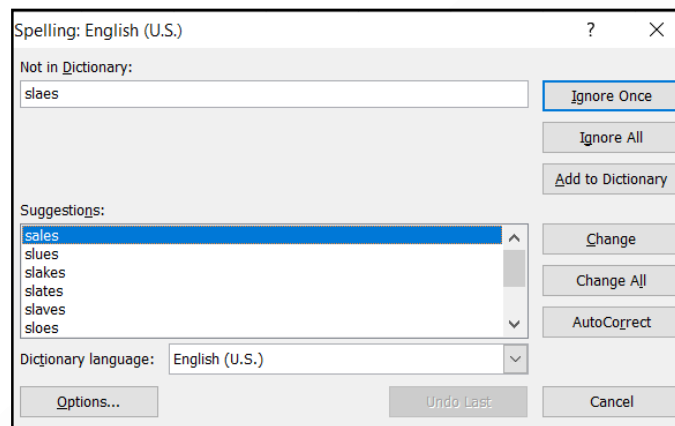 Spelling: English (U.S.)
?
Not in Dictionary:
slaes
Ignore Once
Ignore All
Add to Dictionary
Suggestions:
sales
slues
slakes
slates
slaves
sloes
Change
Change All
AutoCorrect
Dictionary language: English (U.S.)
Options... Undo Last Cancel